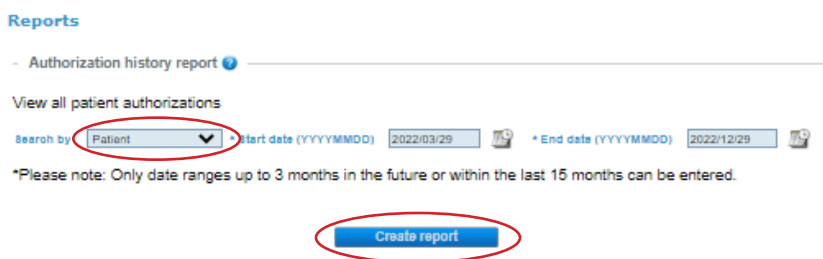 Reports
- Authorization history report ?
View all patient authorizations
Search by Patient * Start date (YYYYMMDD) 2022/03/29 * End date (YYYYMMDD) 2022/12/29
*Please note: Only date ranges up to 3 months in the future or within the last 15 months can be entered.
Create report